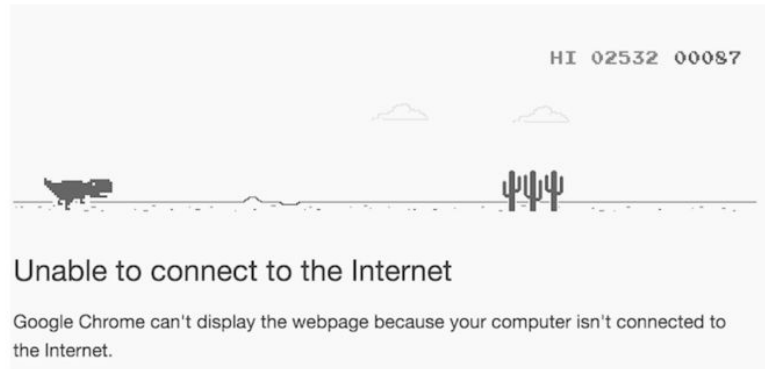 HI 02532 00087
Unable to connect to the Internet
Google Chrome can't display the webpage because your computer isn't connected to
the Internet.